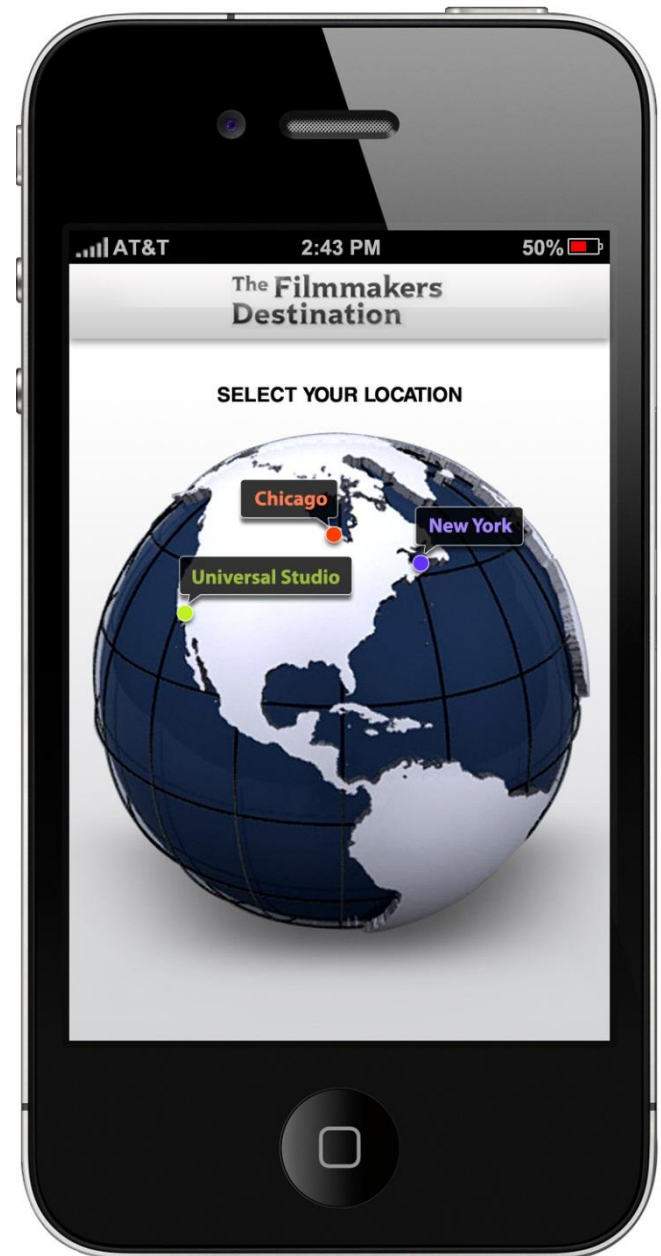 AT&T 2:43 PM 50%
The Filmmakers
Destination
SELECT YOUR LOCATION
Chicago
New York
Universal Studio